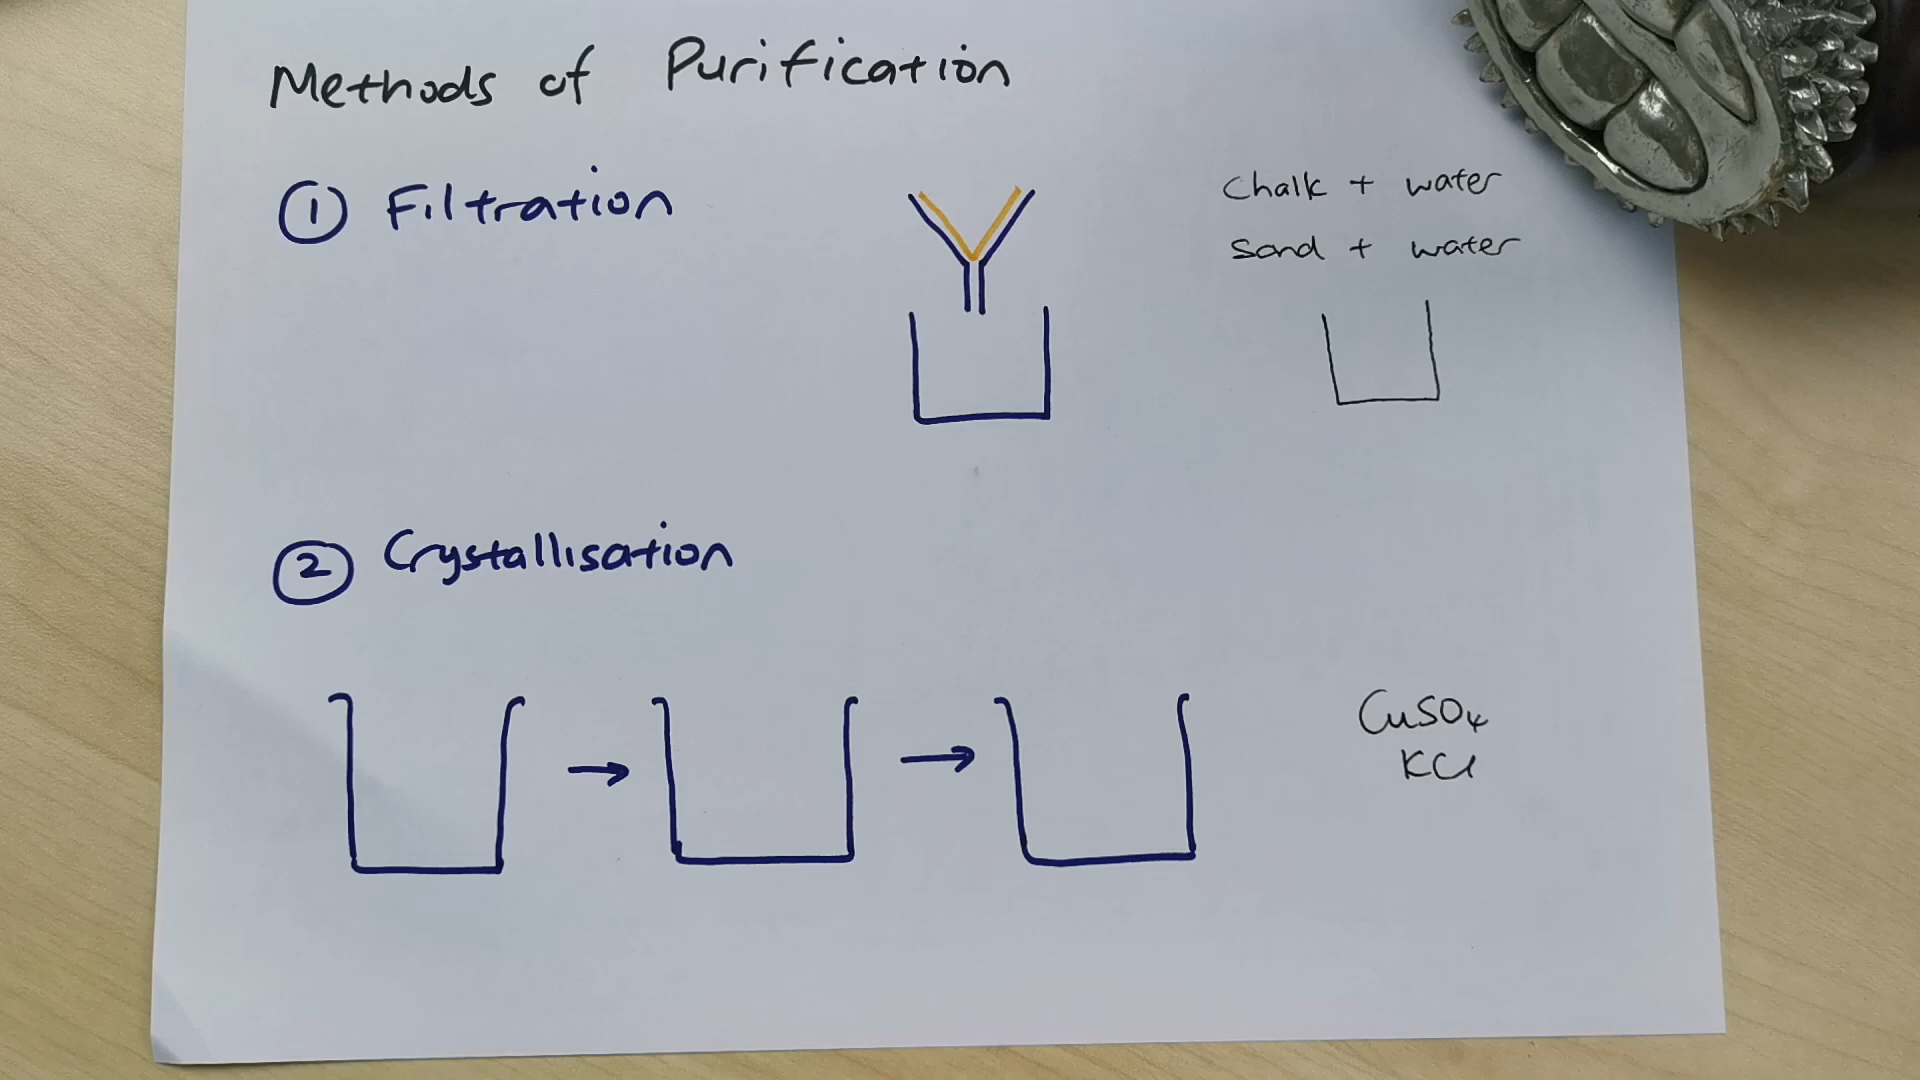 Methods of Purification
① Filtration
Chalk + water
Sand + water
② Crystallisation
CuSO₄
KCl